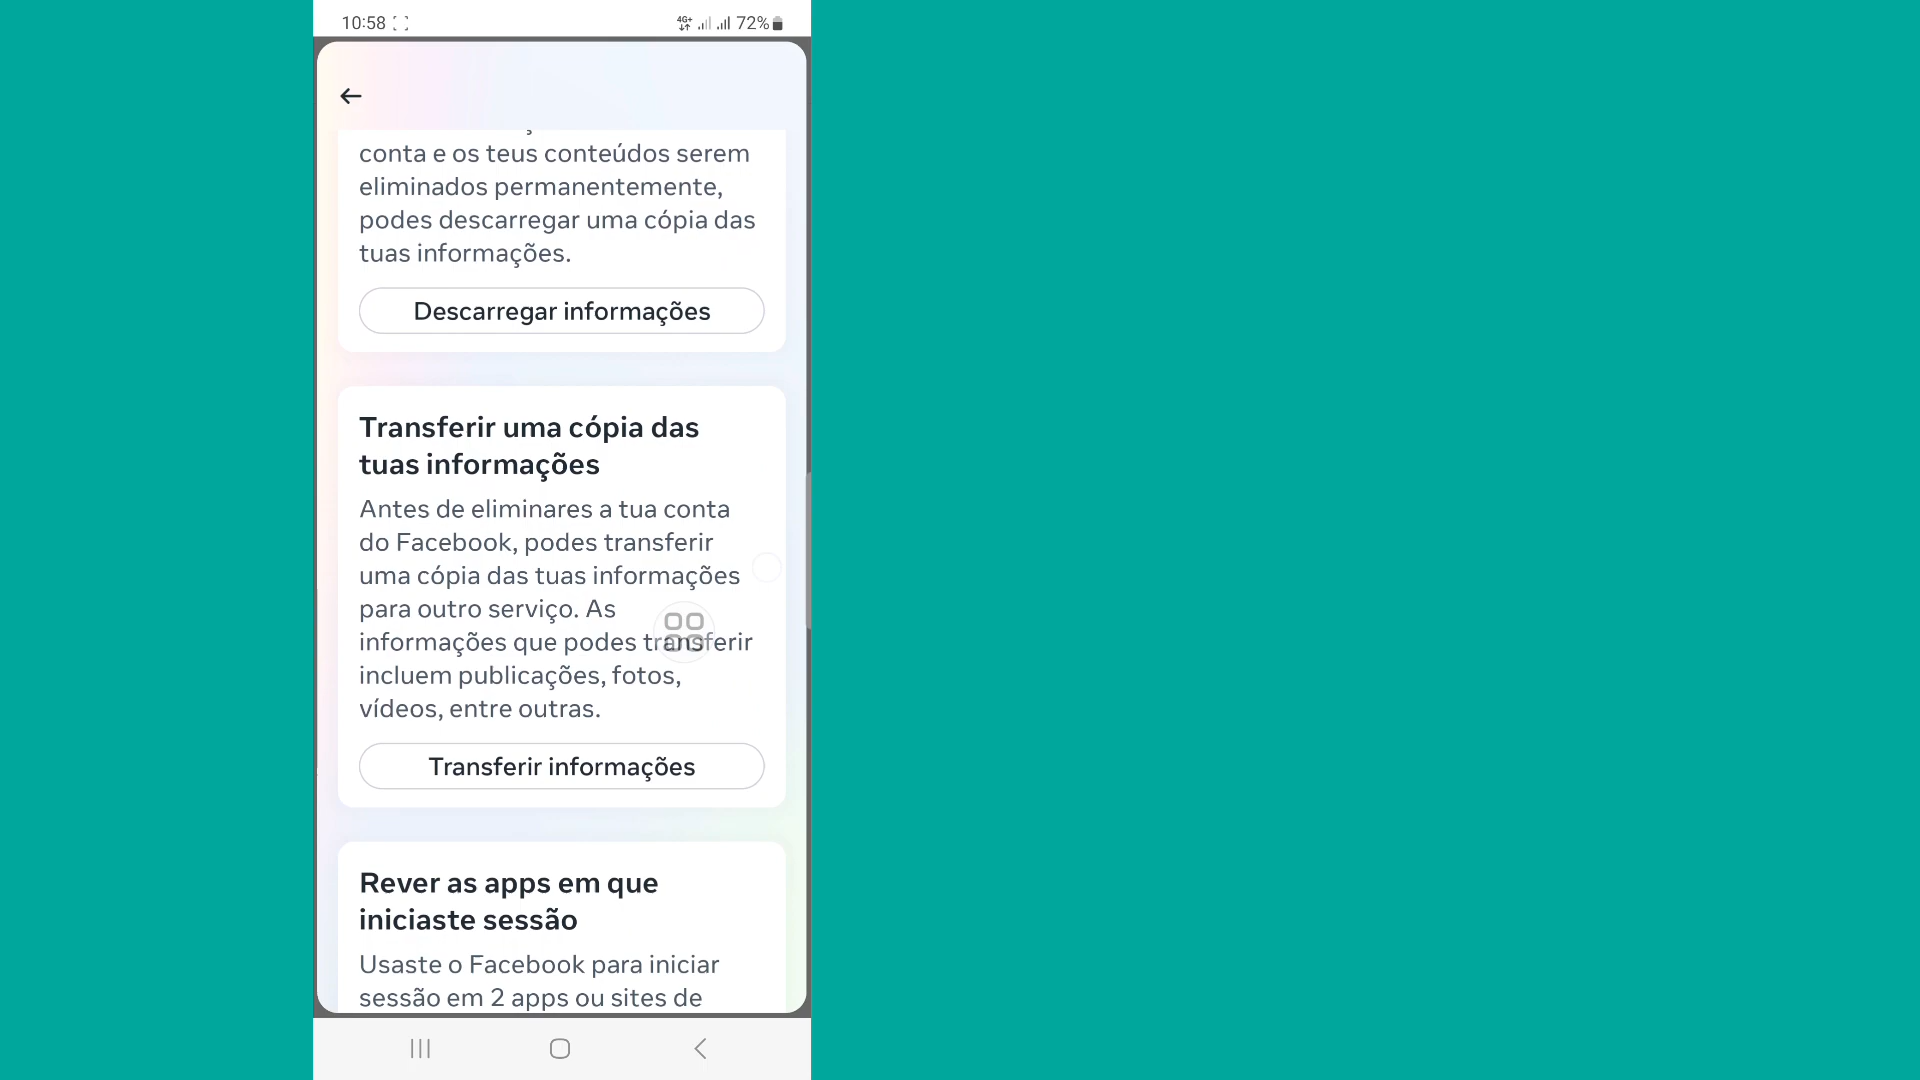 10:58
4G+ 72%
conta e os teus conteúdos serem
eliminados permanentemente,
podes descarregar uma cópia das
tuas informações.
Descarregar informações
Transferir uma cópia das
tuas informações
Antes de eliminares a tua conta
do Facebook, podes transferir
uma cópia das tuas informações
para outro serviço. As
informações que podes transferir
incluem publicações, fotos,
vídeos, entre outras.
Transferir informações
Rever as apps em que
iniciaste sessão
Usaste o Facebook para iniciar
sessão em 2 apps ou sites de